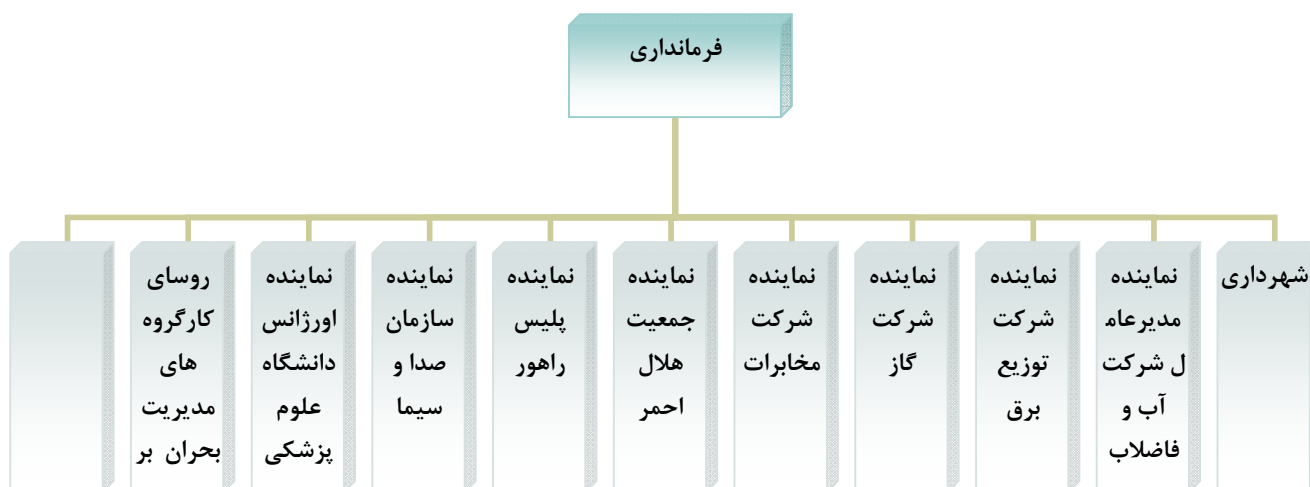 فرمانداری
شهرداری
نماینده
مدیرعام
ل شرکت
آب و
فاضلاب
نماینده
شرکت
توزیع
برق
نماینده
شرکت
گاز
نماینده
شرکت
مخابرات
نماینده
جمعیت
هلال
احمر
نماینده
پلیس
راهور
نماینده
سازمان
صدا و
سیما
نماینده
اورژانس
دانشگاه
علوم
پزشکی
روسای
کارگروه
های
مدیریت
بحران بر